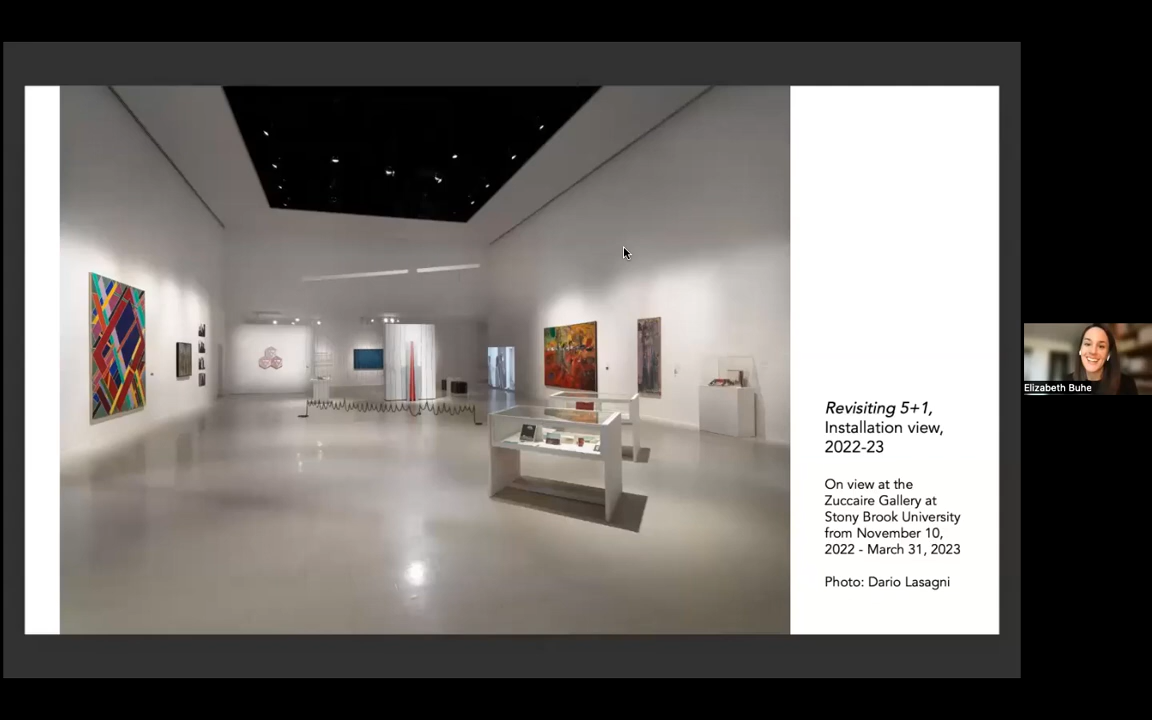 Revisiting 5+1,
Installation view,
2022-23
On view at the
Zuccaire Gallery at
Stony Brook University
from November 10,
2022 - March 31, 2023
Photo: Dario Lasagni
Elizabeth Buhe